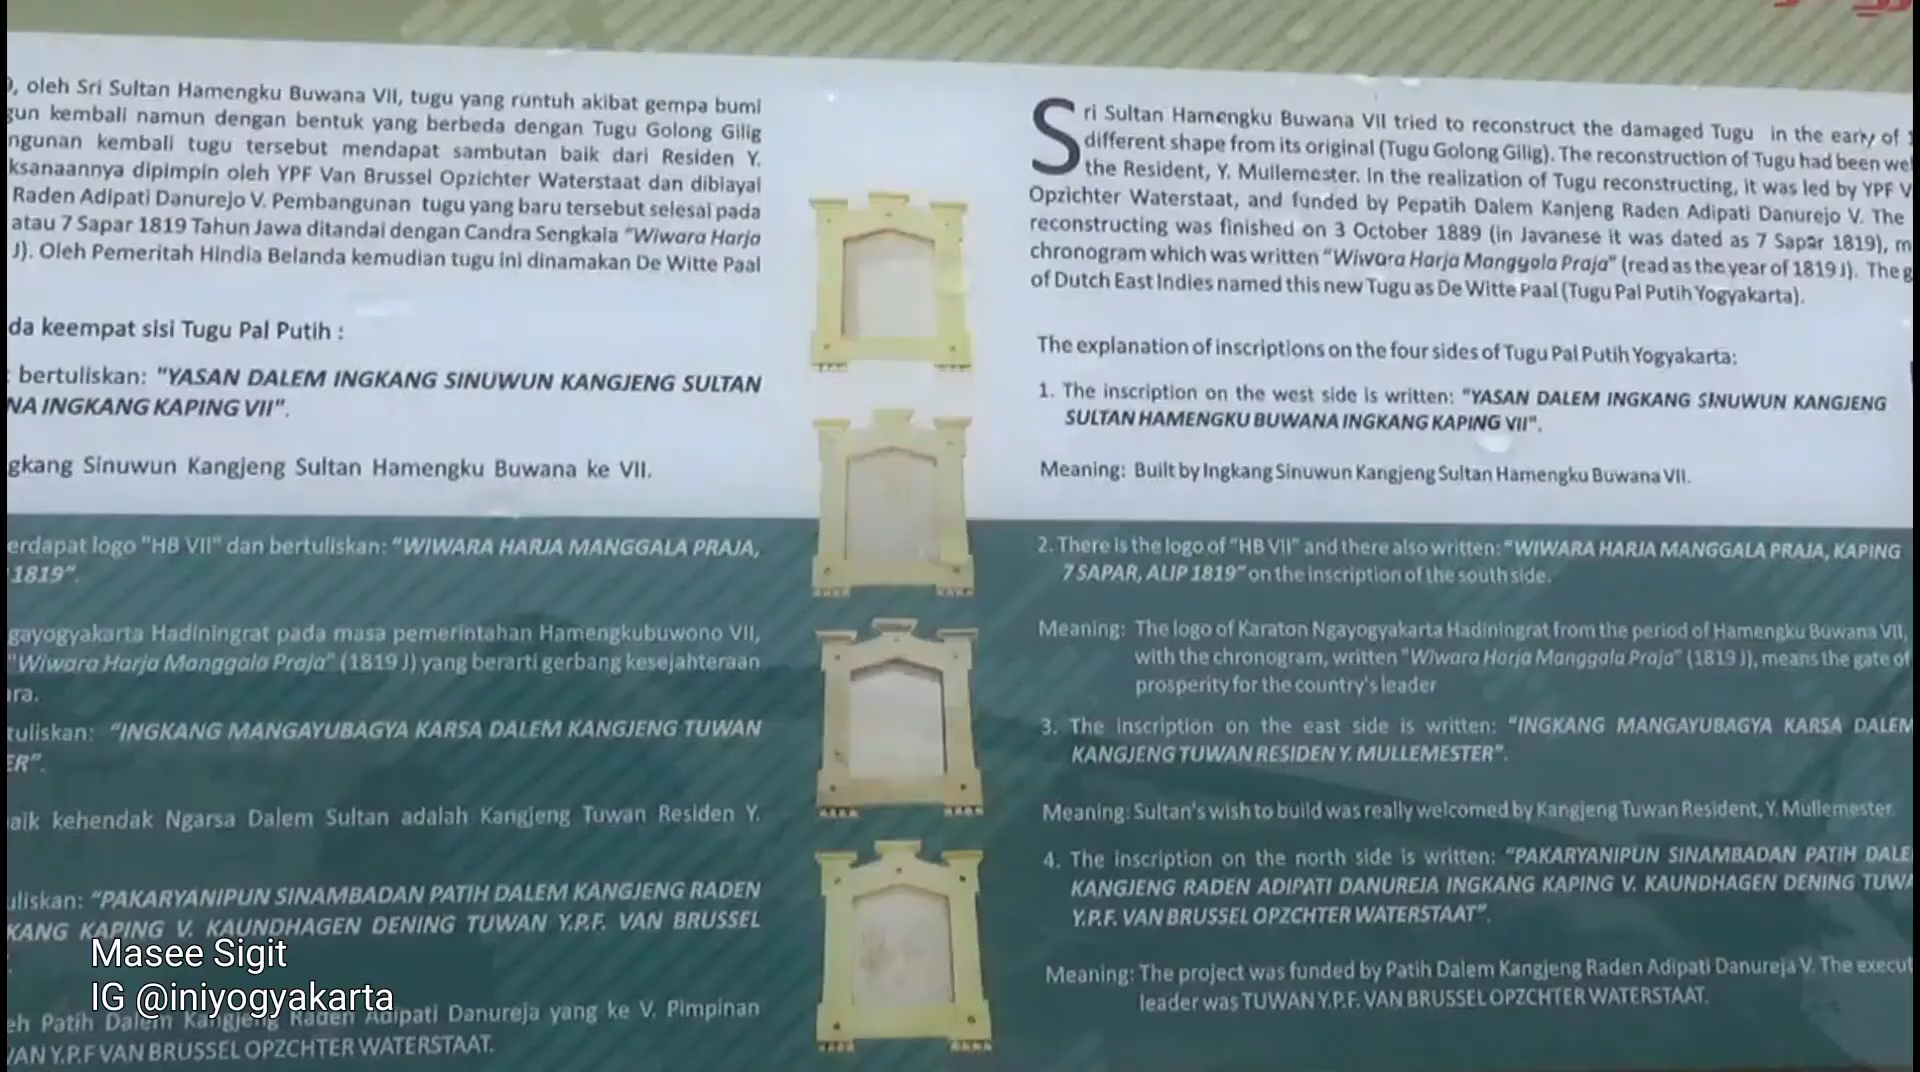 , oleh Sri Sultan Hamengku Buwana VII, tugu yang runtuh akibat gempa bumi
gun kembali namun dengan bentuk yang berbeda dengan Tugu Golong Gilig
ngunan kembali tugu tersebut mendapat sambutan baik dari Residen Y.
ksanaannya dipimpin oleh YPF Van Brussel Opzichter Waterstaat dan dibiayai
Raden Adipati Danurejo V. Pembangunan tugu yang baru tersebut selesai pada
atau 7 Sapar 1819 Tahun Jawa ditandai dengan Candra Sengkala "Wiwara Harja
J). Oleh Pemeritah Hindia Belanda kemudian tugu ini dinamakan De Witte Paal
da keempat sisi Tugu Pal Putih :
bertuliskan: "YASAN DALEM INGKANG SINUWUN KANGJENG SULTAN
NA INGKANG KAPING VII".
gkang Sinuwun Kangjeng Sultan Hamengku Buwana ke VII.
erdapat logo "HB VII" dan bertuliskan: "WIWARA HARJA MANGGALA PRAJA,
1819".
gayogyakarta Hadiningrat pada masa pemerintahan Hamengkubuwono VII,
"Wiwara Harja Manggala Praja" (1819 J) yang berarti gerbang kesejahteraan
ara.
tuliskan: "INGKANG MANGAYUBAGYA KARSA DALEM KANGJENG TUWAN
ER".
aik kehendak Ngarsa Dalem Sultan adalah Kangjeng Tuwan Residen Y.
uliskan: "PAKARYANIPUN SINAMBADAN PATIH DALEM KANGJENG RADEN
KANG KAPING V. KAUNDHAGEN DENING TUWAN Y.P.F. VAN BRUSSEL
eh Patih Dalem Kangjeng Raden Adipati Danureja yang ke V. Pimpinan
AN Y.P.F VAN BRUSSEL OPZCHTER WATERSTAAT.
Sri Sultan Hamengku Buwana VII tried to reconstruct the damaged Tugu in the early of 1
different shape from its original (Tugu Golong Gilig). The reconstruction of Tugu had been wel
the Resident, Y. Mullemester. In the realization of Tugu reconstructing, it was led by YPF V
Opzichter Waterstaat, and funded by Pepatih Dalem Kanjeng Raden Adipati Danurejo V. The
reconstructing was finished on 3 October 1889 (in Javanese it was dated as 7 Sapar 1819), m
chronogram which was written "Wiwara Harja Manggola Praja" (read as the year of 1819 J). The g
of Dutch East Indies named this new Tugu as De Witte Paal (Tugu Pal Putih Yogyakarta).
The explanation of inscriptions on the four sides of Tugu Pal Putih Yogyakarta:
1. The inscription on the west side is written: "YASAN DALEM INGKANG SINUWUN KANGJENG
SULTAN HAMENGKU BUWANA INGKANG KAPING VII".
Meaning: Built by Ingkang Sinuwun Kangjeng Sultan Hamengku Buwana VII.
2. There is the logo of "HB VII" and there also written: "WIWARA HARJA MANGGALA PRAJA, KAPING
7 SAPAR, ALIP 1819" on the inscription of the south side.
Meaning: The logo of Karaton Ngayogyakarta Hadiningrat from the period of Hamengku Buwana VII,
with the chronogram, written "Wiwara Harja Manggala Praja" (1819 J), means the gate of
prosperity for the country's leader
3. The inscription on the east side is written: "INGKANG MANGAYUBAGYA KARSA DALEM
KANGJENG TUWAN RESIDEN Y. MULLEMESTER".
Meaning: Sultan's wish to build was really welcomed by Kangjeng Tuwan Resident, Y. Mullemester.
4. The inscription on the north side is written: "PAKARYANIPUN SINAMBADAN PATIH DALE
KANGJENG RADEN ADIPATI DANUREJA INGKANG KAPING V. KAUNDHAGEN DENING TUWA
Y.P.F. VAN BRUSSEL OPZCHTER WATERSTAAT".
Meaning: The project was funded by Patih Dalem Kangjeng Raden Adipati Danureja V. The execut
leader was TUWAN Y.P.F. VAN BRUSSEL OPZCHTER WATERSTAAT.
Masee Sigit
IG @iniyogyakarta